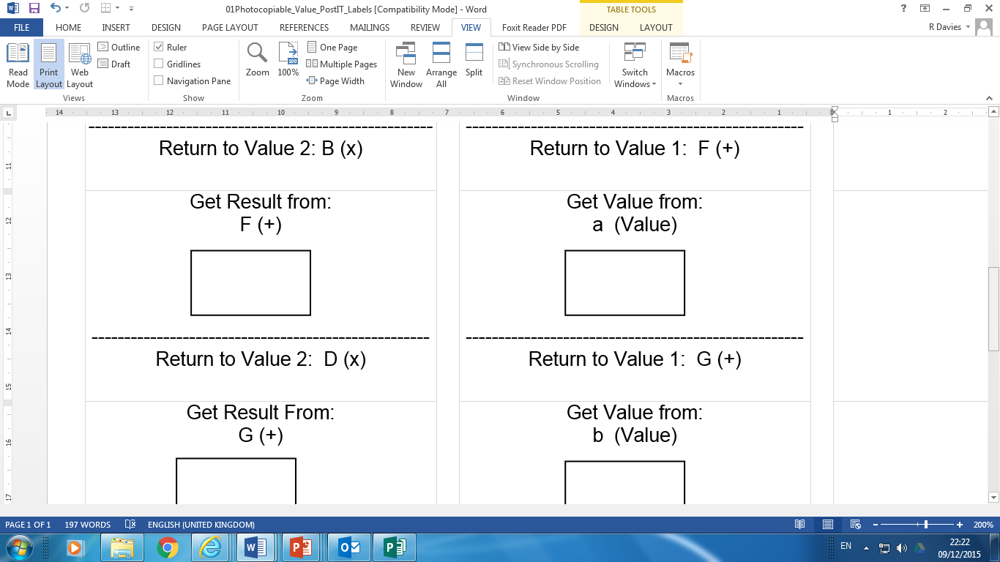 01Photocopiable_Value_PostIT_Labels [Compatibility Mode] - Word
TABLE TOOLS
FILE HOME INSERT DESIGN PAGE LAYOUT REFERENCES MAILINGS REVIEW VIEW Foxit Reader PDF DESIGN LAYOUT R Davies
Read Mode
Print Layout
Web Layout
Outline
Draft
Views
Ruler
Gridlines
Navigation Pane
Show
Zoom
100%
One Page
Multiple Pages
Page Width
Zoom
New Window
Arrange All
Split
View Side by Side
Synchronous Scrolling
Reset Window Position
Window
Switch Windows
Macros
Macros
14 13 12 11 10 9 8 7 6 5 4 3 2 1 1 2
11
12
13
14
15
16
17
Return to Value 2: B (x)
Return to Value 1: F (+)
Get Result from:
F (+)
Get Value from:
a (Value)
Return to Value 2: D (x)
Return to Value 1: G (+)
Get Result From:
G (+)
Get Value from:
b (Value)
PAGE 1 OF 1 197 WORDS ENGLISH (UNITED KINGDOM) 200%
EN
22:22
09/12/2015